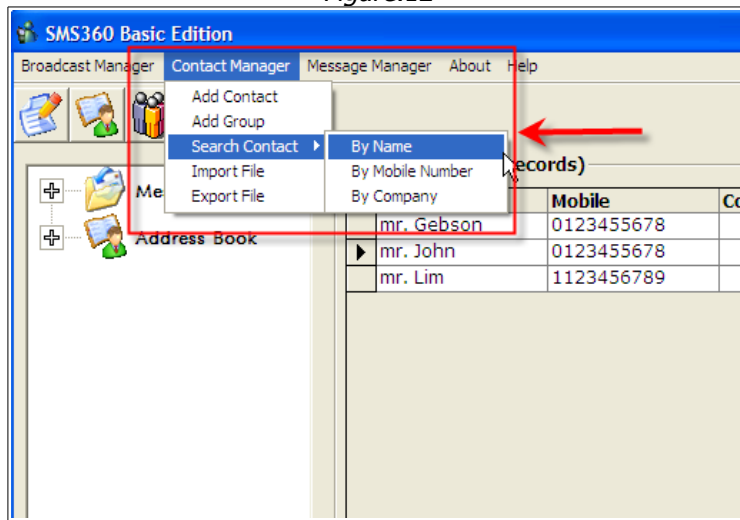 SMS360 Basic Edition
Broadcast Manager Contact Manager Message Manager About Help
Add Contact
Add Group
Search Contact By Name
Import File By Mobile Number
Export File By Company
Me
Address Book
ecords)
Mobile Co
mr. Gebson 0123455678
mr. John 0123455678
mr. Lim 1123456789